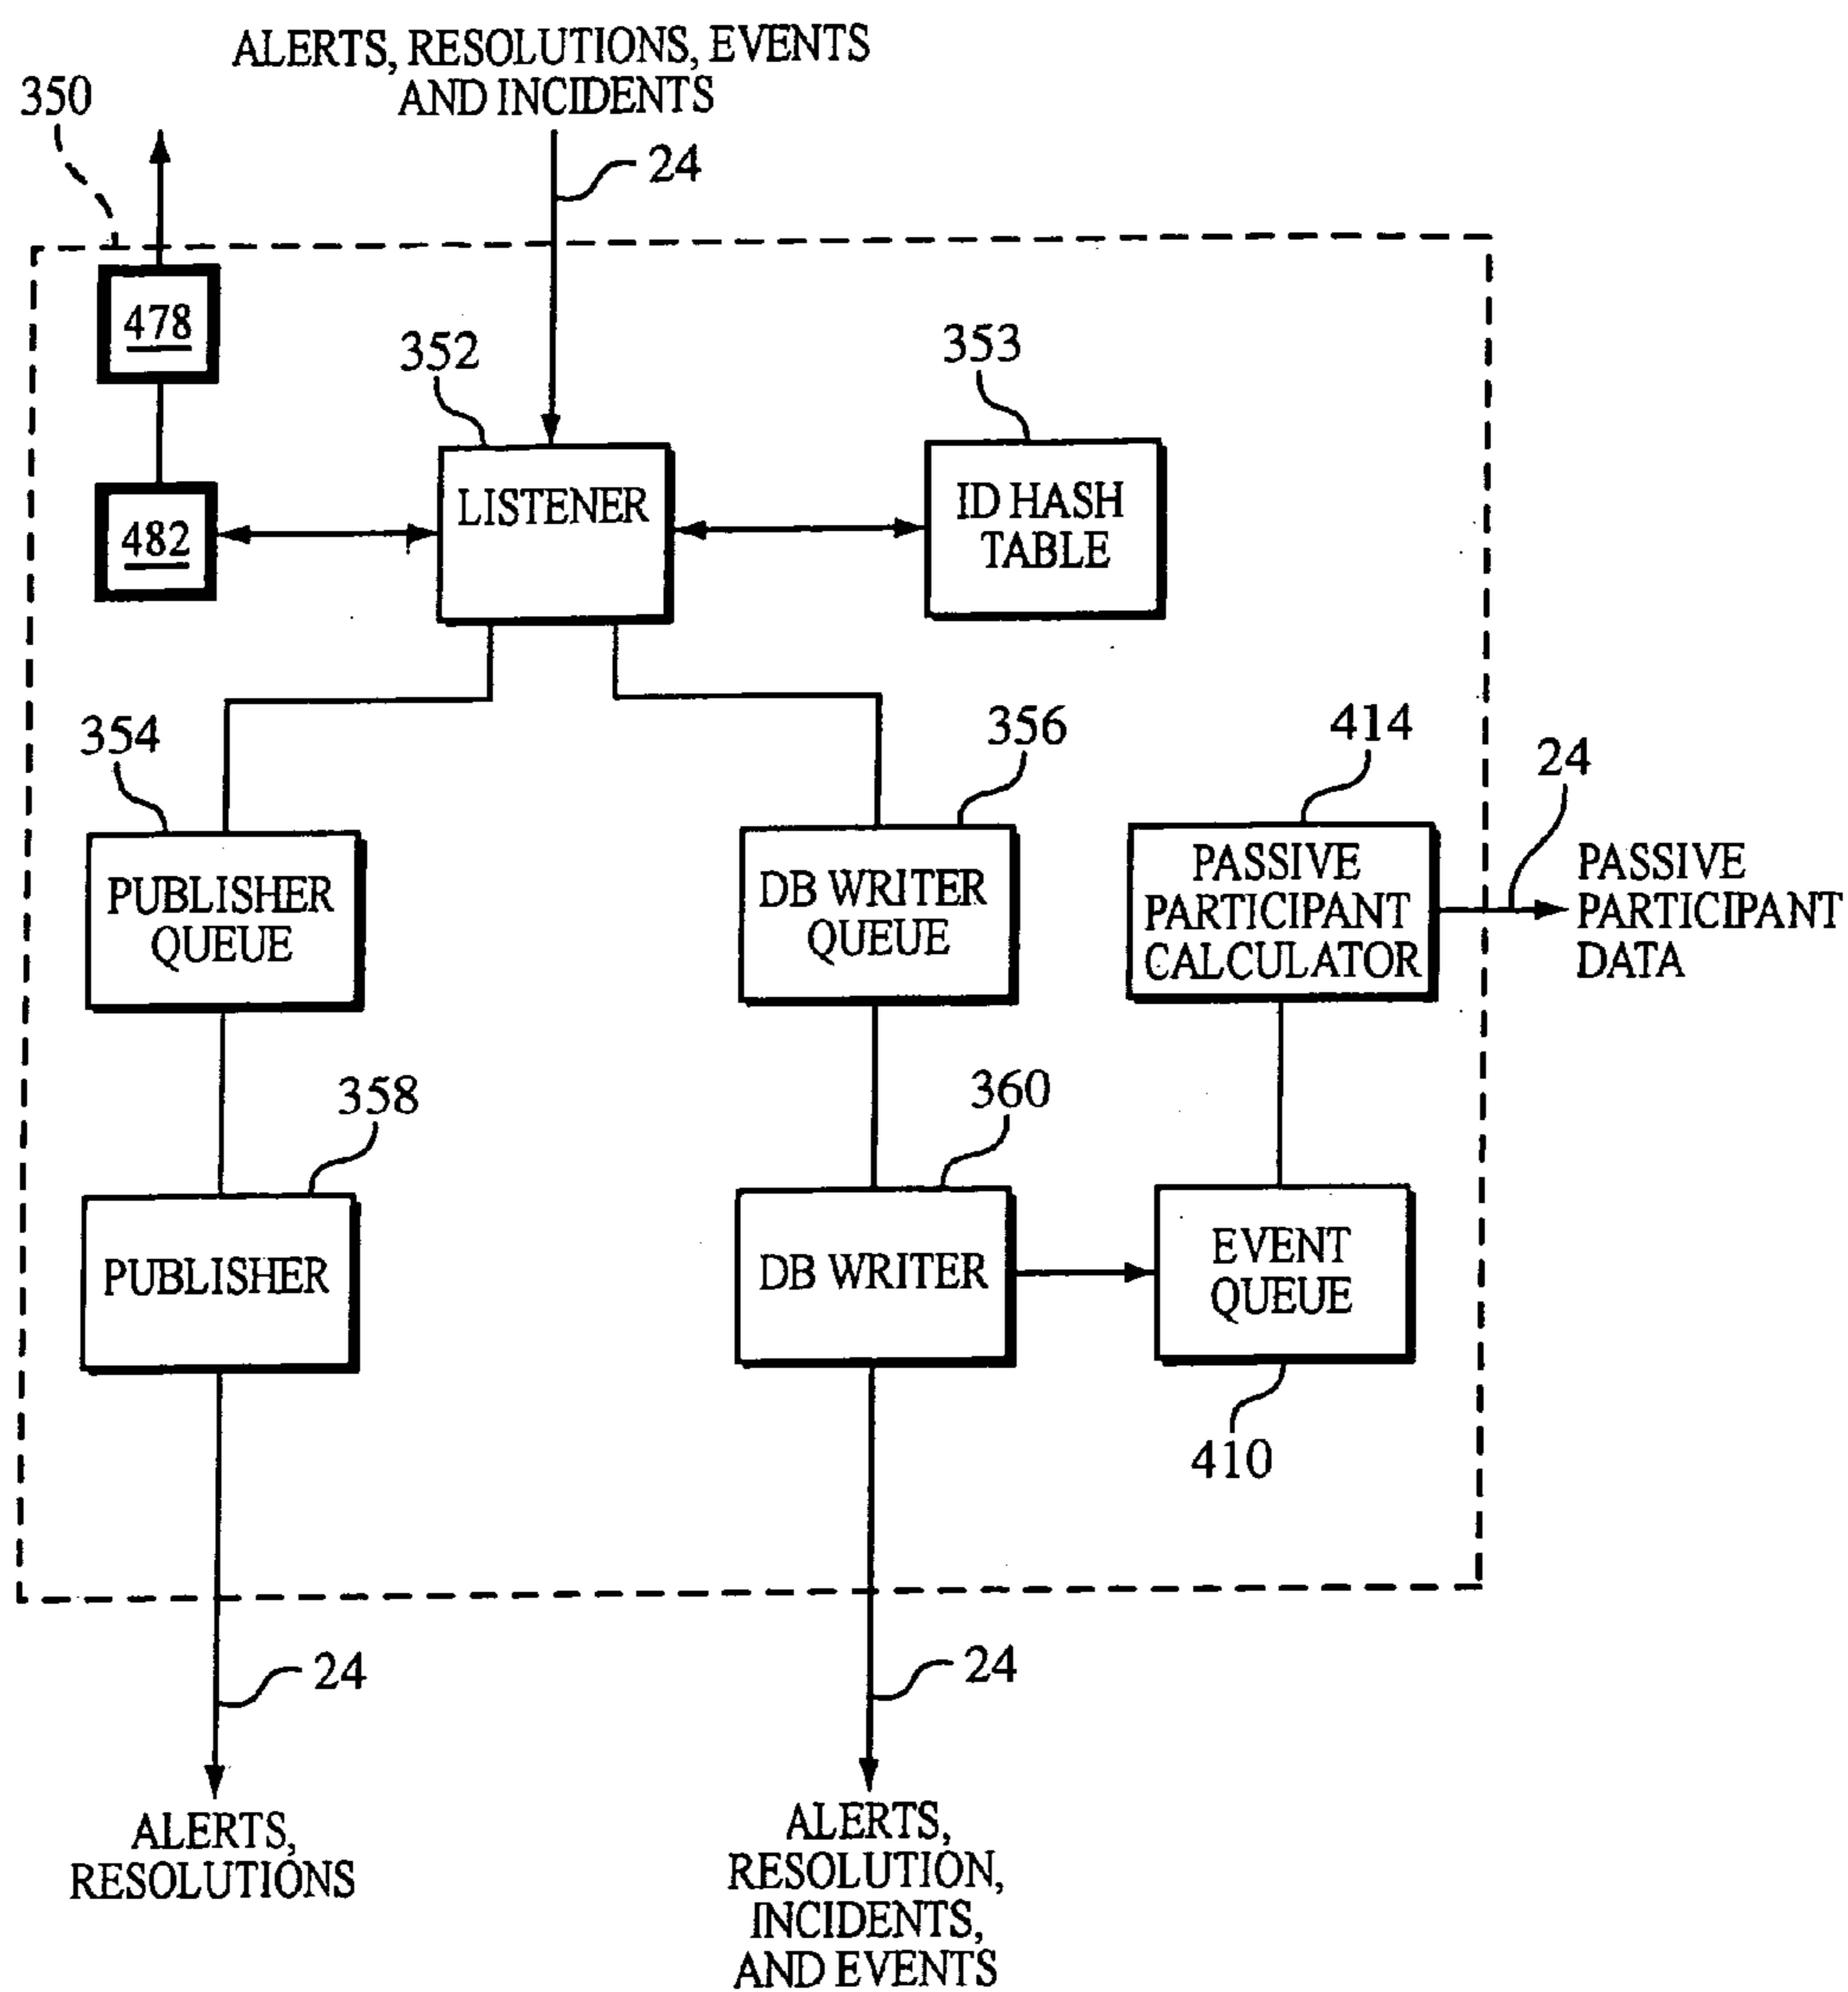 ALERTS, RESOLUTIONS, EVENTS
AND INCIDENTS
350
24
478
352
353
LISTENER
ID HASH
TABLE
482
354
356
414
24
PUBLISHER
QUEUE
DB WRITER
QUEUE
PASSIVE
PARTICIPANT
CALCULATOR
PASSIVE
PARTICIPANT
DATA
358
360
PUBLISHER
DB WRITER
EVENT
QUEUE
410
24
24
ALERTS,
RESOLUTIONS
ALERTS,
RESOLUTION,
INCIDENTS,
AND EVENTS